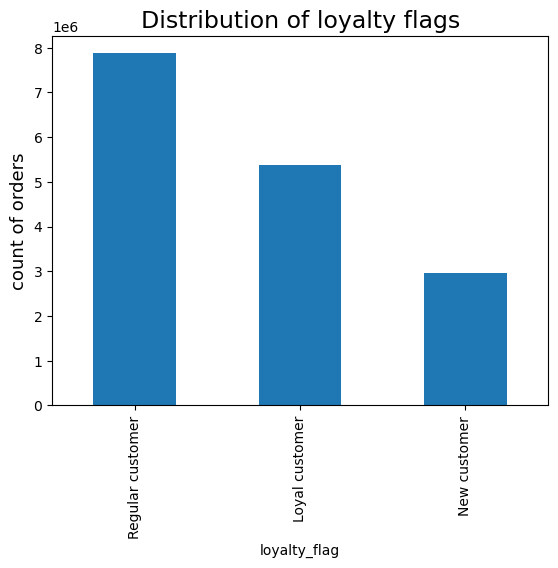 Distribution of loyalty flags
1e6
8
7
6
5
4
3
2
1
0
count of orders
Regular customer
Loyal customer
New customer
loyalty_flag